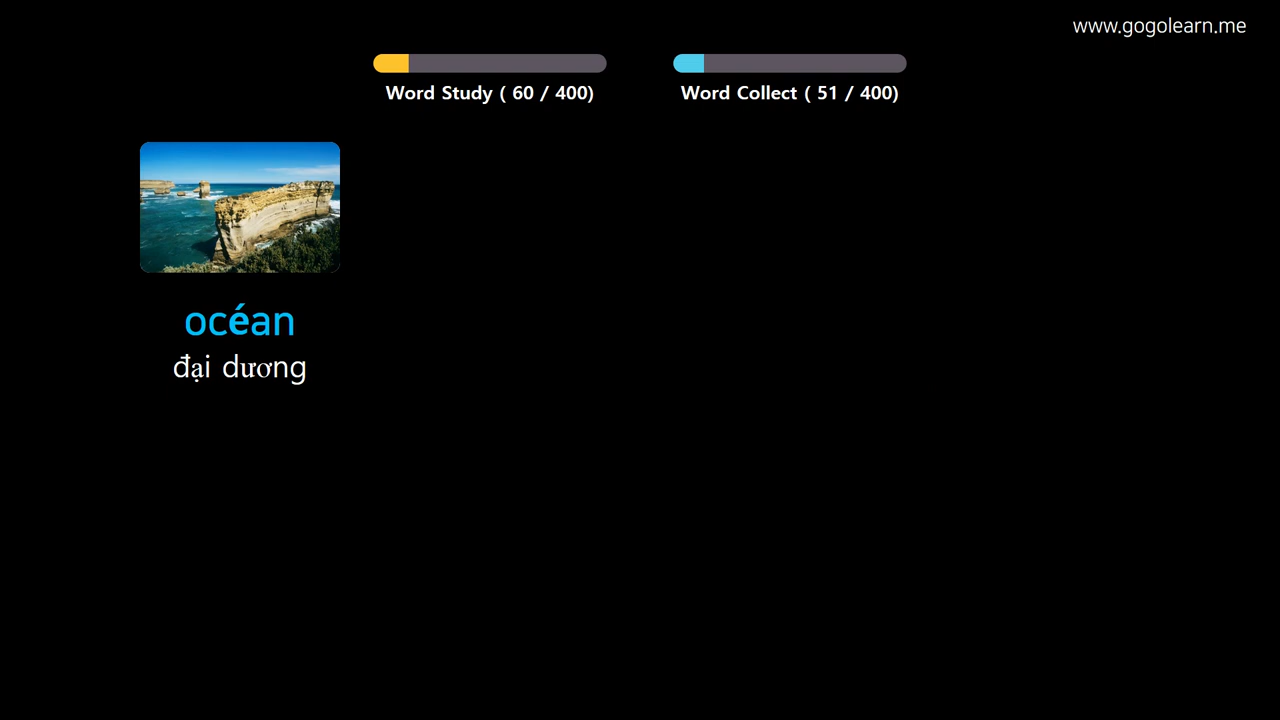 www.gogolearn.me
Word Study ( 60 / 400)
Word Collect ( 51 / 400)
océan
đại dương